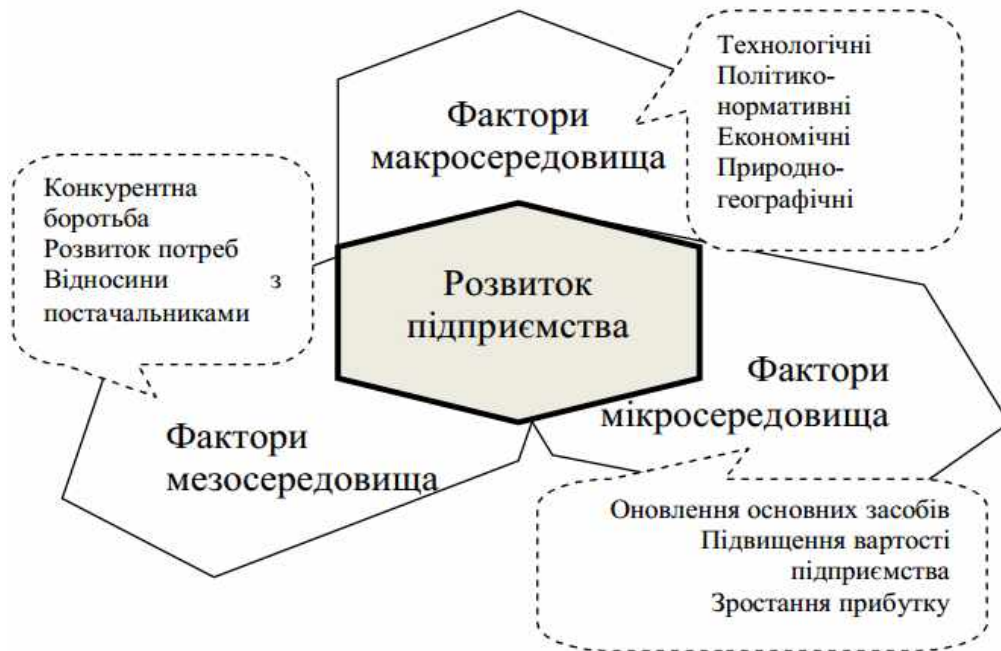 Технологічні
Політико-
нормативні
Економічні
Природно-
географічні
Фактори
макросередовища
Конкурентна
боротьба
Розвиток потреб
Відносини з
постачальниками
Розвиток
підприємства
Фактори
мікросередовища
Фактори
мезосередовища
Оновлення основних засобів
Підвищення вартості
підприємства
Зростання прибутку